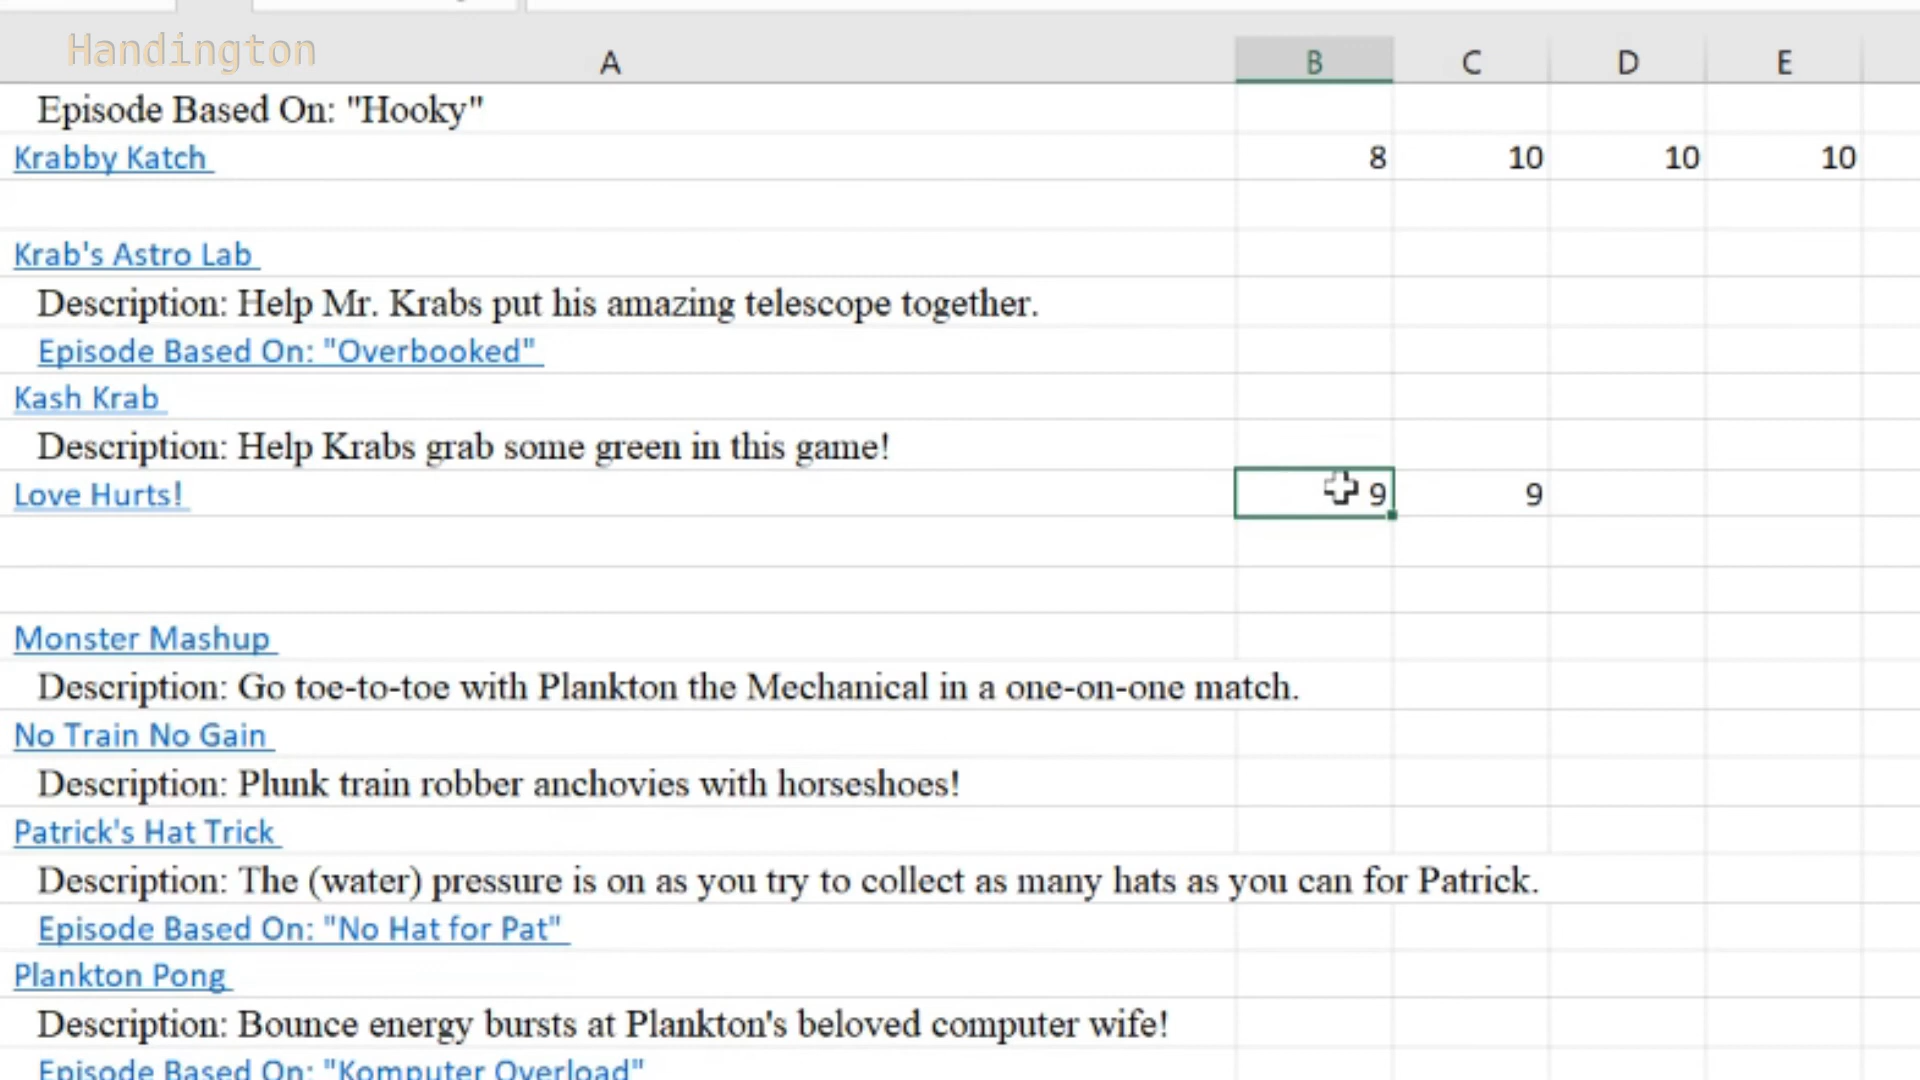 Handington
A B C D E
Episode Based On: "Hooky"
Krabby Katch 8 10 10 10
Krab's Astro Lab
Description: Help Mr. Krabs put his amazing telescope together.
Episode Based On: "Overbooked"
Kash Krab
Description: Help Krabs grab some green in this game!
Love Hurts! 9 9
Monster Mashup
Description: Go toe-to-toe with Plankton the Mechanical in a one-on-one match.
No Train No Gain
Description: Plunk train robber anchovies with horseshoes!
Patrick's Hat Trick
Description: The (water) pressure is on as you try to collect as many hats as you can for Patrick.
Episode Based On: "No Hat for Pat"
Plankton Pong
Description: Bounce energy bursts at Plankton's beloved computer wife!
Episode Based On: "Komputer Overload"